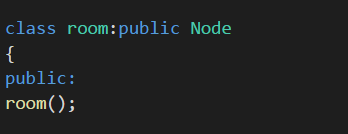 class room:public Node
{
public:
room();